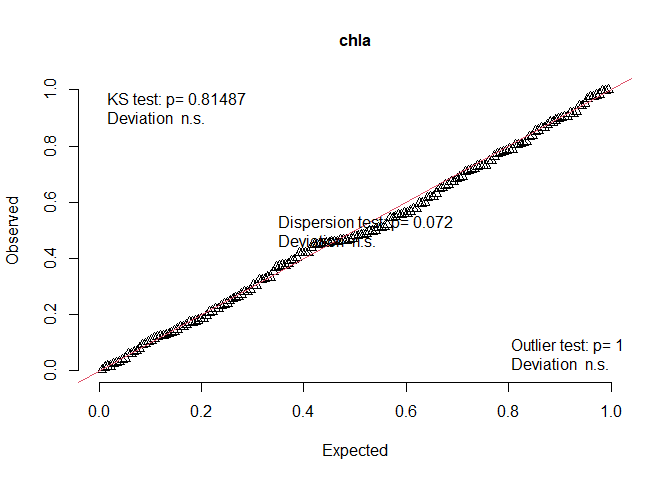 chla
KS test: p= 0.81487
Deviation  n.s.
Dispersion test: p= 0.072
Deviation  n.s.
Outlier test: p= 1
Deviation  n.s.
Observed
1.0
0.8
0.6
0.4
0.2
0.0
0.0 0.2 0.4 0.6 0.8 1.0
Expected